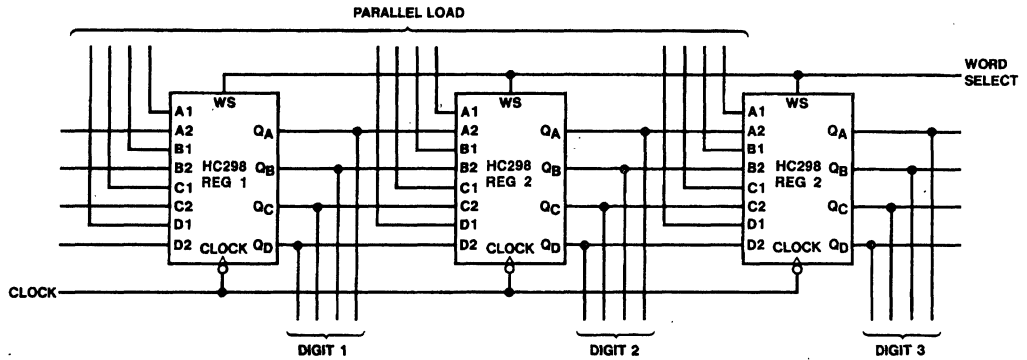 PARALLEL LOAD
WORD
SELECT
WS
A1
A2
B1
B2
C1
C2
D1
D2
HC298
REG 1
QA
QB
QC
QD
CLOCK
WS
A1
A2
B1
B2
C1
C2
D1
D2
HC298
REG 2
QA
QB
QC
QD
CLOCK
WS
A1
A2
B1
B2
C1
C2
D1
D2
HC298
REG 2
QA
QB
QC
QD
CLOCK
CLOCK
DIGIT 1
DIGIT 2
DIGIT 3